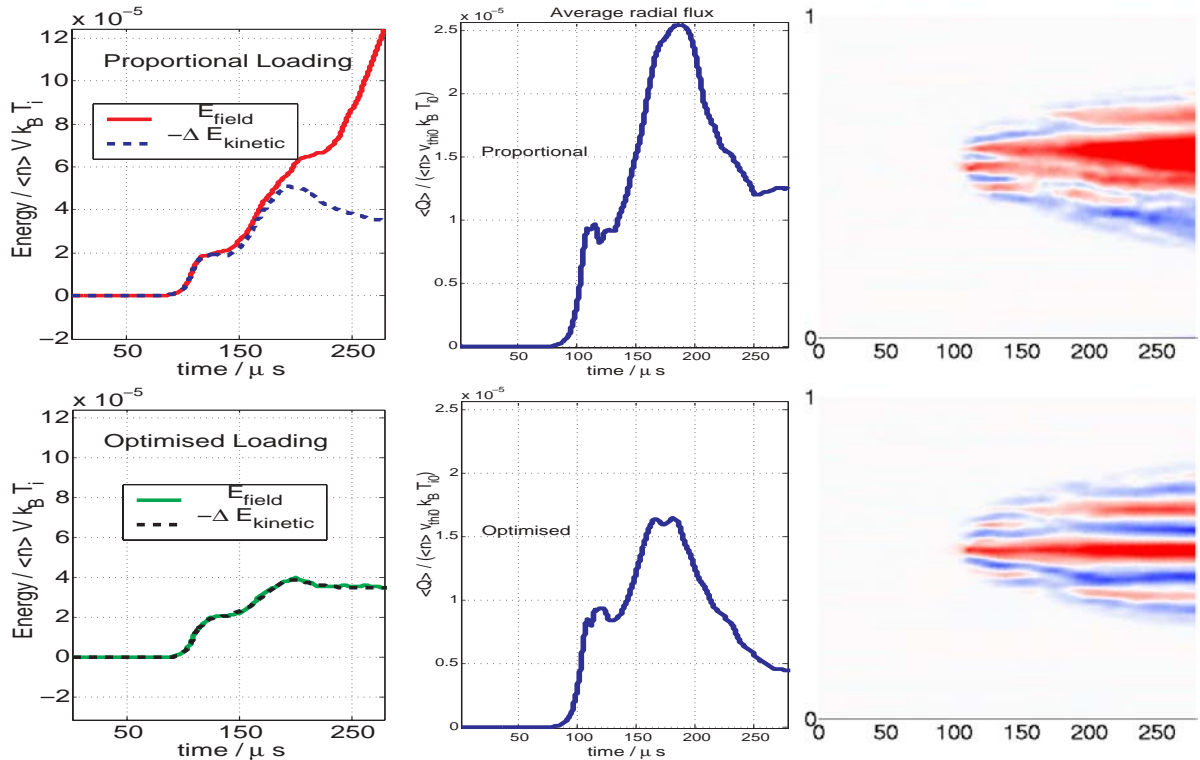 x 10⁻⁵
12
10
8
6
4
2
0
−2
50
150
250
time / μ s
Energy / <n> V k_B T_i
Proportional Loading
E_field
−Δ E_kinetic
Average radial flux
x 10⁻⁵
2.5
2
1.5
1
0.5
0
50
100
150
200
250
time / μ s
<Q> / (<n> v_thi0 k_B T_i0)
Proportional
1
0
0
50
100
150
200
250
x 10⁻⁵
12
10
8
6
4
2
0
−2
50
150
250
time / μ s
Energy / <n> V k_B T_i
Optimised Loading
E_field
−Δ E_kinetic
x 10⁻⁵
2.5
2
1.5
1
0.5
0
50
100
150
200
250
time / μ s
<Q> / (<n> v_thi0 k_B T_i0)
Optimised
1
0
0
50
100
150
200
250